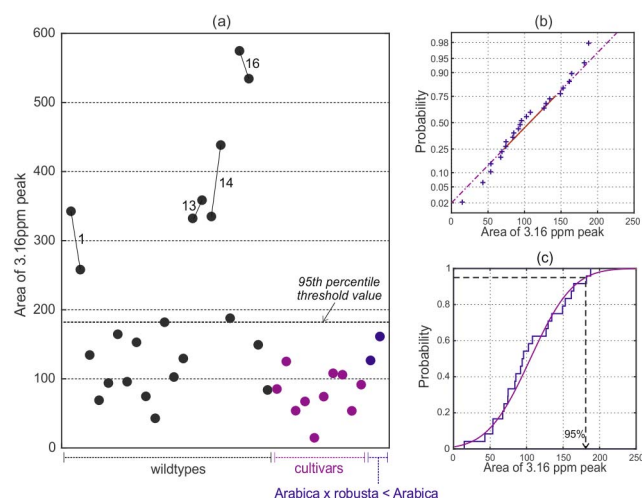 (a)
600
500
400
300
200
100
0
Area of 3.16ppm peak
1
13
14
16
95th percentile
threshold value
wildtypes
cultivars
Arabica x robusta < Arabica
(b)
0.98
0.95
0.90
0.75
0.50
0.25
0.10
0.05
0.02
Probability
0 50 100 150 200 250
Area of 3.16 ppm peak
(c)
1
0.8
0.6
0.4
0.2
0
Probability
95%
0 50 100 150 200 250
Area of 3.16 ppm peak